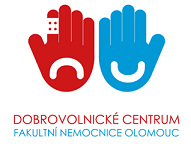 DOBROVOLNICKÉ CENTRUM
FAKULTNÍ NEMOCNICE OLOMOUC